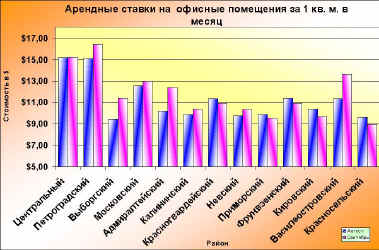 Арендные ставки на офисные помещения за 1 кв. м. в
месяц
Стоимость в $
$17,00
$15,00
$13,00
$11,00
$9,00
$7,00
$5,00
Центральный
Петроградский
Выборгский
Московский
Адмиралтейский
Калининский
Красногвардейский
Невский
Приморский
Фрунзенский
Кировский
Василеостровский
Красносельский
Район
Август
Сентябрь